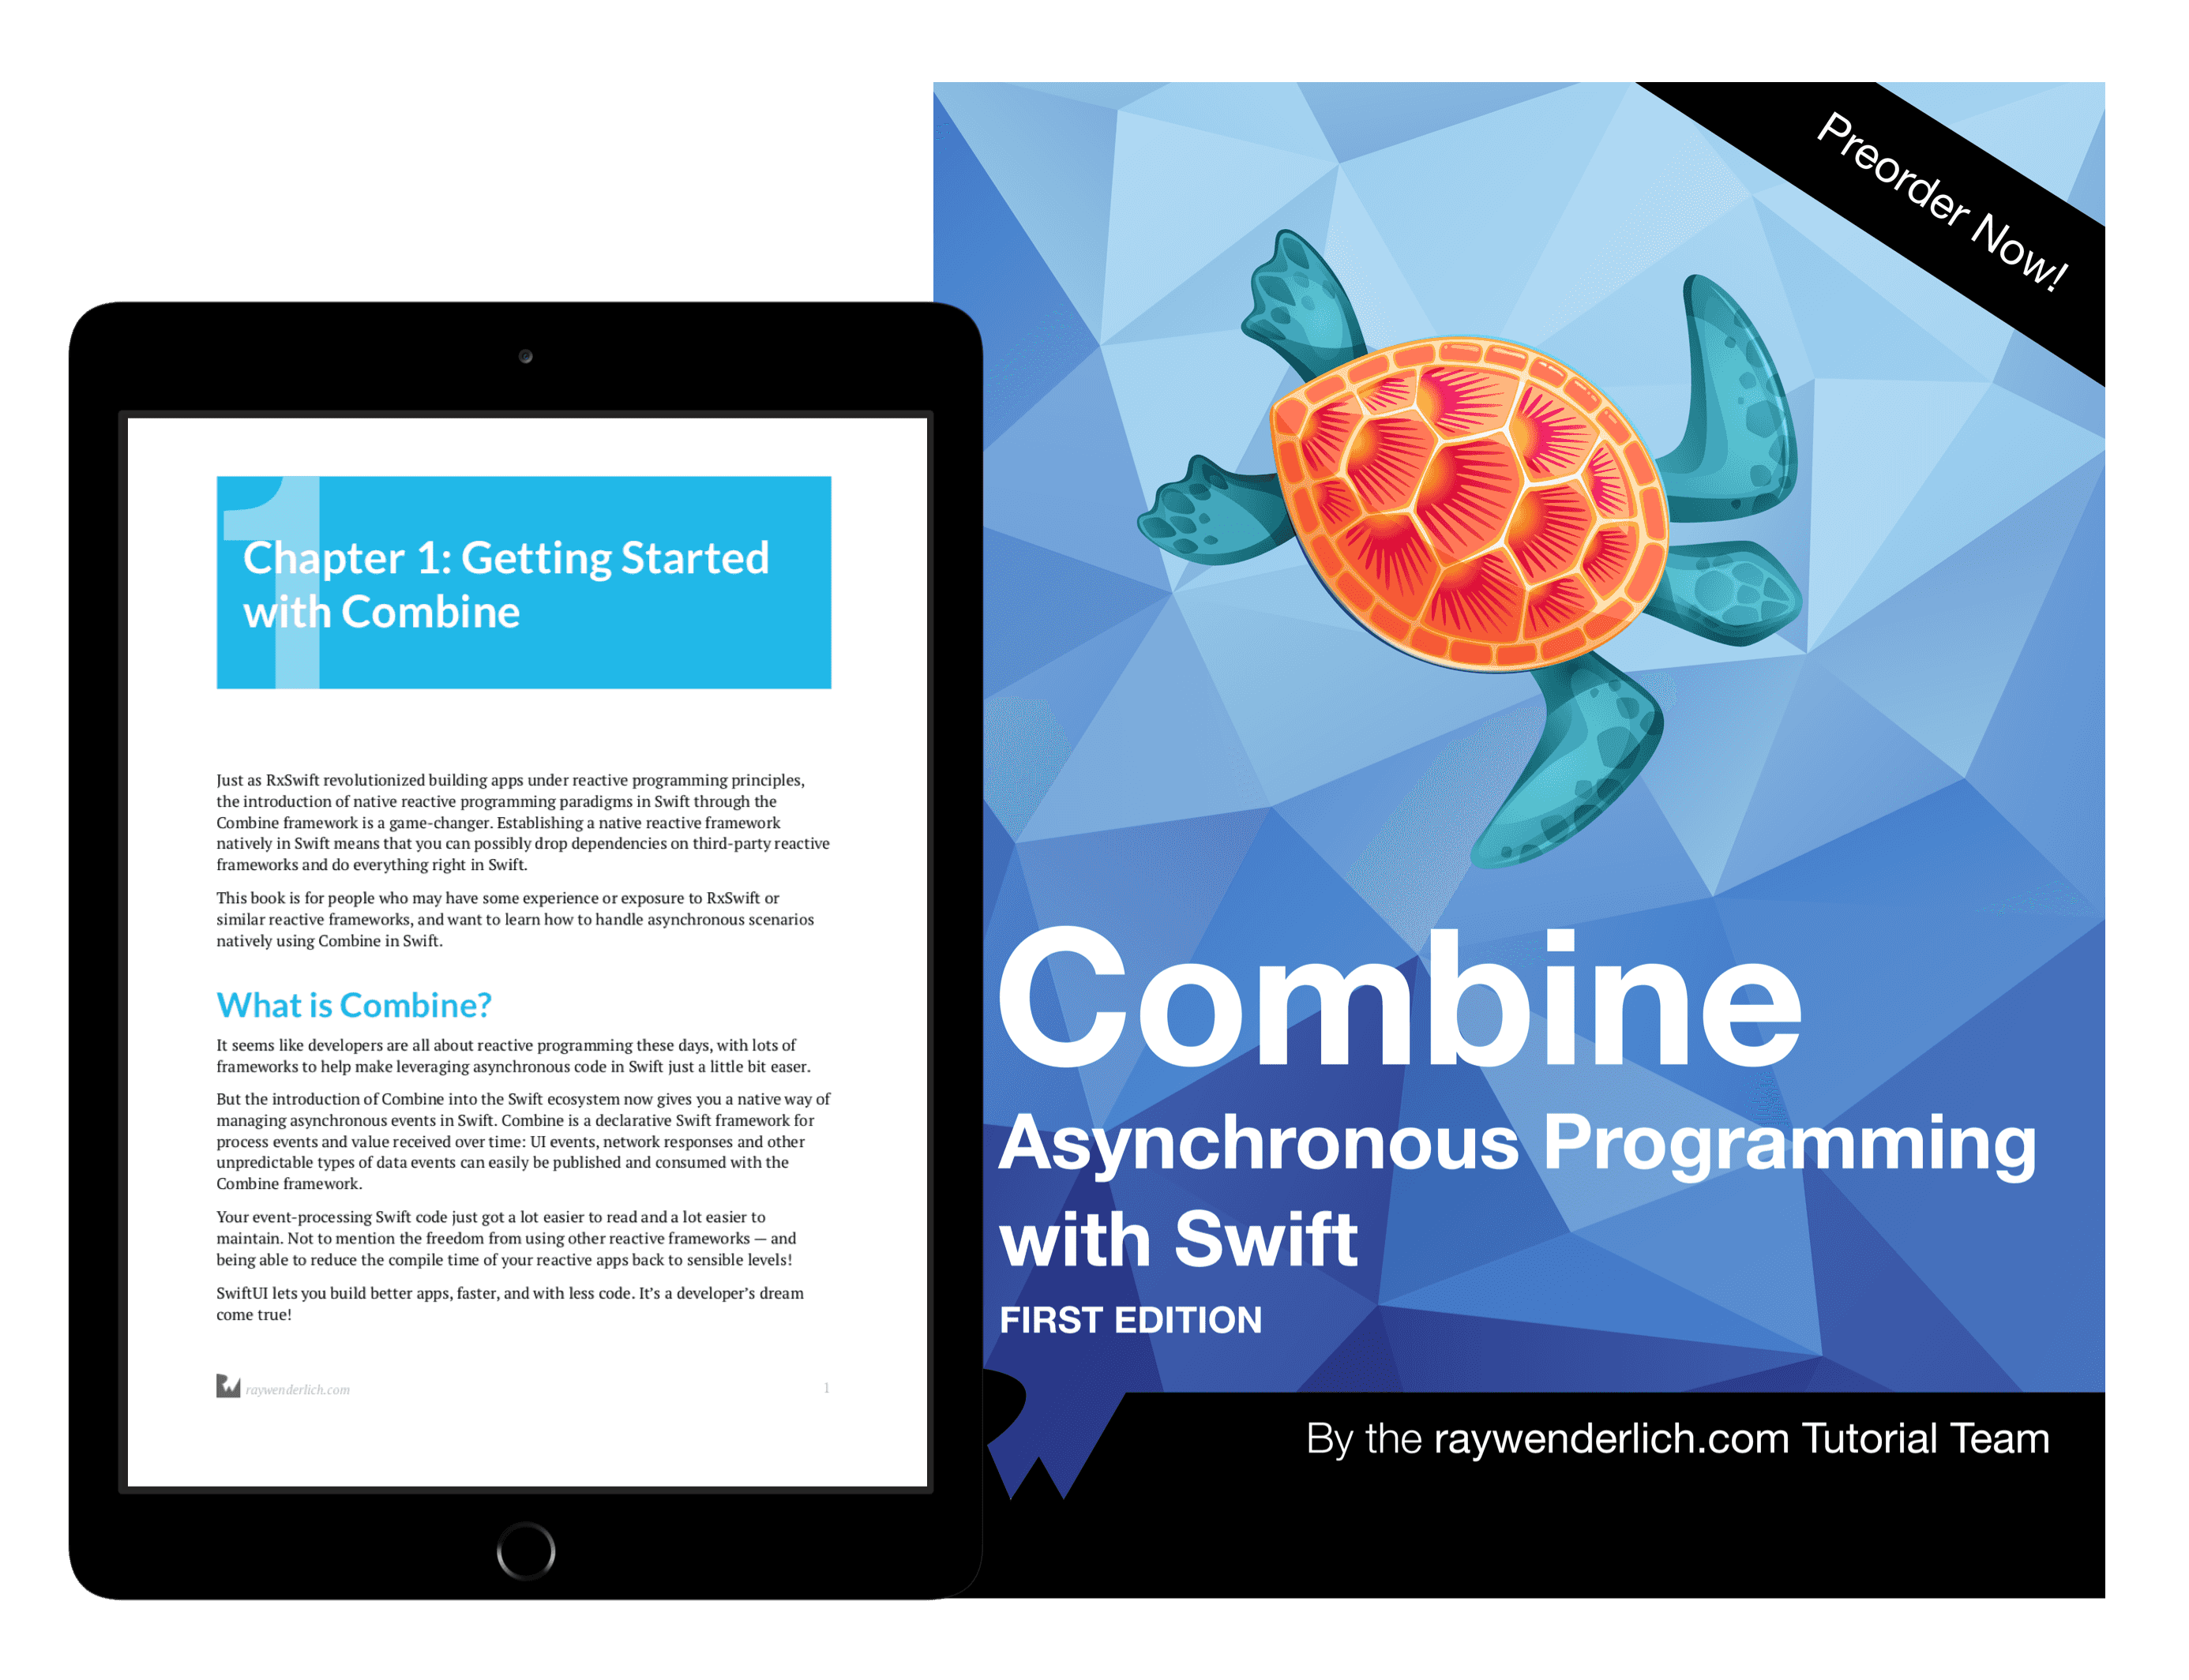 Chapter 1: Getting Started
with Combine
1
Just as RxSwift revolutionized building apps under reactive programming principles,
the introduction of native reactive programming paradigms in Swift through the
Combine framework is a game-changer. Establishing a native reactive framework
natively in Swift means that you can possibly drop dependencies on third-party reactive
frameworks and do everything right in Swift.
This book is for people who may have some experience or exposure to RxSwift or
similar reactive frameworks, and want to learn how to handle asynchronous scenarios
natively using Combine in Swift.
What is Combine?
It seems like developers are all about reactive programming these days, with lots of
frameworks to help make leveraging asynchronous code in Swift just a little bit easer.
But the introduction of Combine into the Swift ecosystem now gives you a native way of
managing asynchronous events in Swift. Combine is a declarative Swift framework for
process events and value received over time: UI events, network responses and other
unpredictable types of data events can easily be published and consumed with the
Combine framework.
Your event-processing Swift code just got a lot easier to read and a lot easier to
maintain. Not to mention the freedom from using other reactive frameworks — and
being able to reduce the compile time of your reactive apps back to sensible levels!
SwiftUI lets you build better apps, faster, and with less code. It's a developer's dream
come true!
raywenderlich.com
1
Preorder Now!
Combine
Asynchronous Programming
with Swift
FIRST EDITION
By the raywenderlich.com Tutorial Team